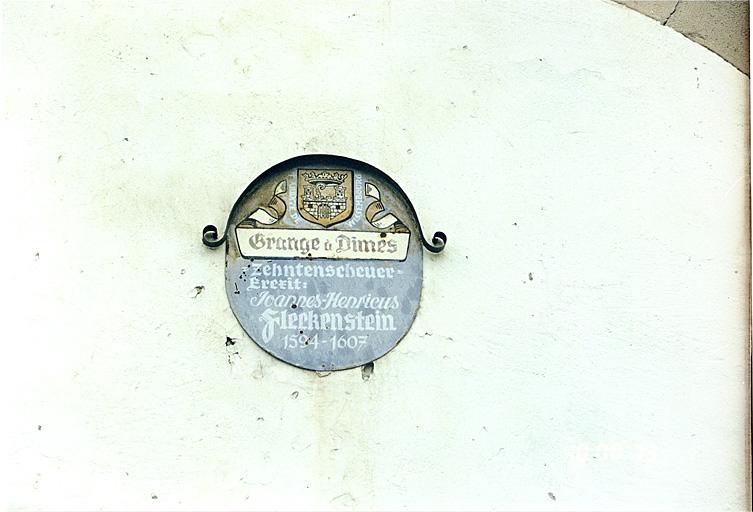 Grange à Dîmes
Zehntenscheuer-
Erexit:
Joannes-Henricus
Fleckenstein
1594-1607